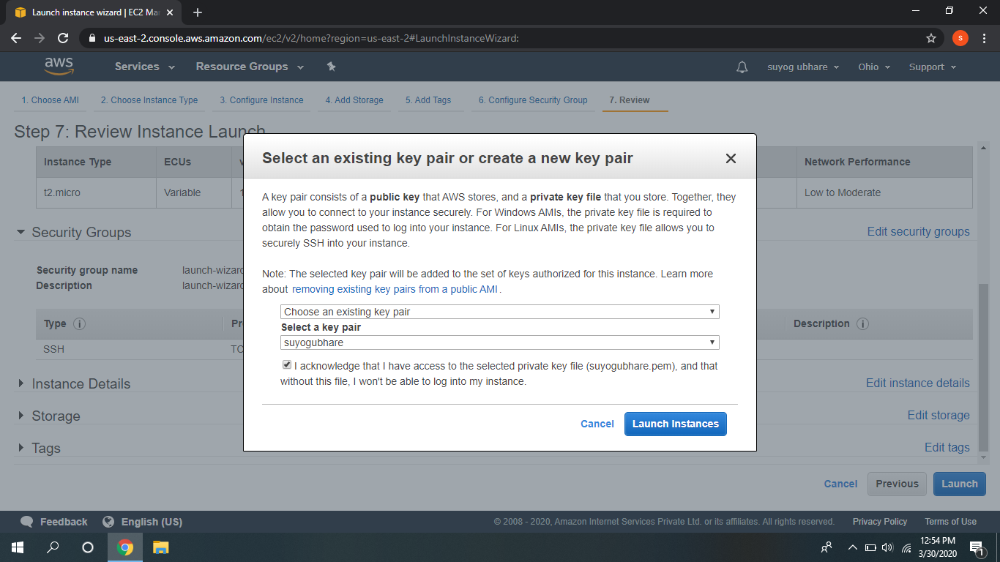 Launch instance wizard | EC2 Ma
us-east-2.console.aws.amazon.com/ec2/v2/home?region=us-east-2#LaunchInstanceWizard:
S
aws
Services
Resource Groups
suyog ubhare
Ohio
Support
1. Choose AMI
2. Choose Instance Type
3. Configure Instance
4. Add Storage
5. Add Tags
6. Configure Security Group
7. Review
Step 7: Review Instance Launch
Instance Type
ECUs
Network Performance
t2.micro
Variable
Low to Moderate
Security Groups
Edit security groups
Security group name
launch-wizard
Description
launch-wizard
Type
Description
SSH
Instance Details
Edit instance details
Storage
Edit storage
Tags
Edit tags
Select an existing key pair or create a new key pair
A key pair consists of a public key that AWS stores, and a private key file that you store. Together, they
allow you to connect to your instance securely. For Windows AMIs, the private key file is required to
obtain the password used to log into your instance. For Linux AMIs, the private key file allows you to
securely SSH into your instance.
Note: The selected key pair will be added to the set of keys authorized for this instance. Learn more
about removing existing key pairs from a public AMI.
Choose an existing key pair
Select a key pair
suyogubhare
I acknowledge that I have access to the selected private key file (suyogubhare.pem), and that
without this file, I won't be able to log into my instance.
Cancel
Launch Instances
Cancel
Previous
Launch
Feedback
English (US)
© 2008 - 2020, Amazon Internet Services Private Ltd. or its affiliates. All rights reserved.
Privacy Policy
Terms of Use
12:54 PM
3/30/2020
1